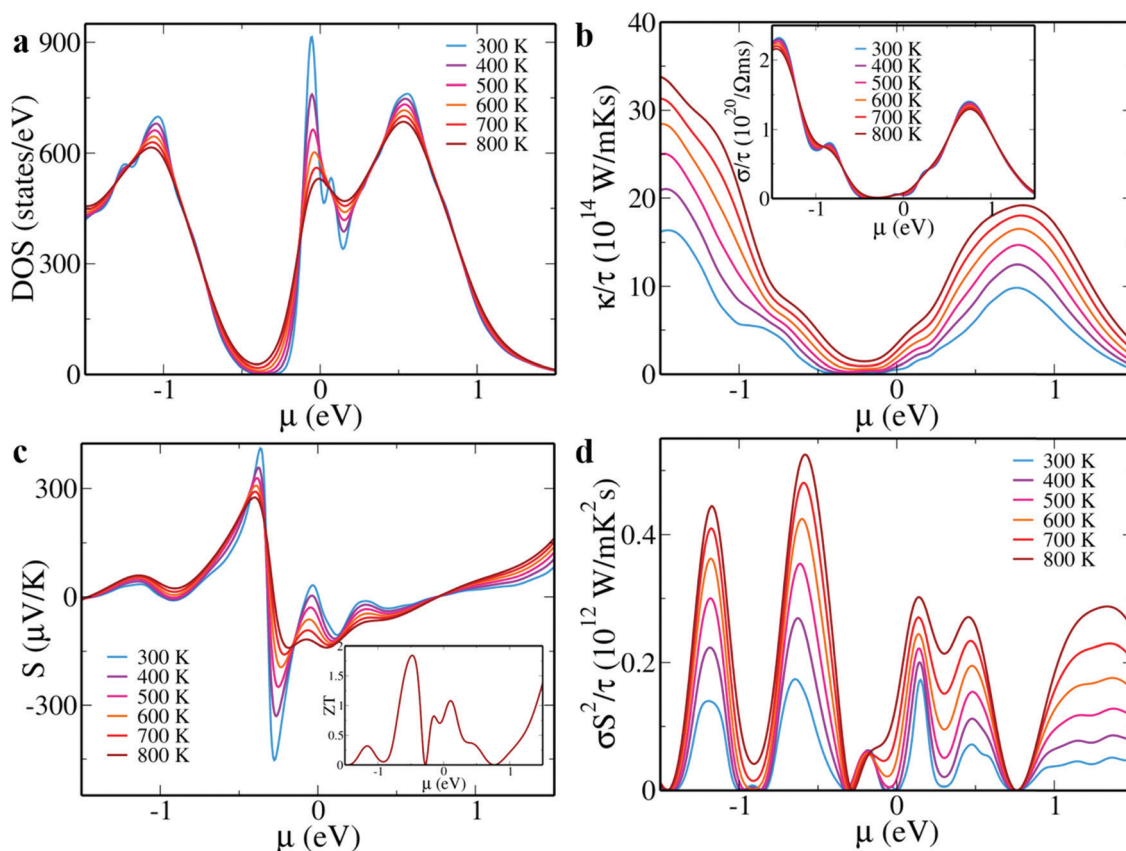 a
900
600
300
0
DOS (states/eV)
300 K
400 K
500 K
600 K
700 K
800 K
-1
0
1
μ (eV)
b
40
30
20
10
0
κ/τ (10^14 W/mKs)
2
1
0
σ/τ (10^20/Ωms)
300 K
400 K
500 K
600 K
700 K
800 K
-1
0
1
μ (eV)
-1
0
1
μ (eV)
c
300
0
-300
S (μV/K)
300 K
400 K
500 K
600 K
700 K
800 K
2
1.5
1
0.5
0
ZT
-1
0
1
μ (eV)
-1
0
1
μ (eV)
d
0.4
0.2
0
σS²/τ (10^12 W/mK²s)
300 K
400 K
500 K
600 K
700 K
800 K
-1
0
1
μ (eV)